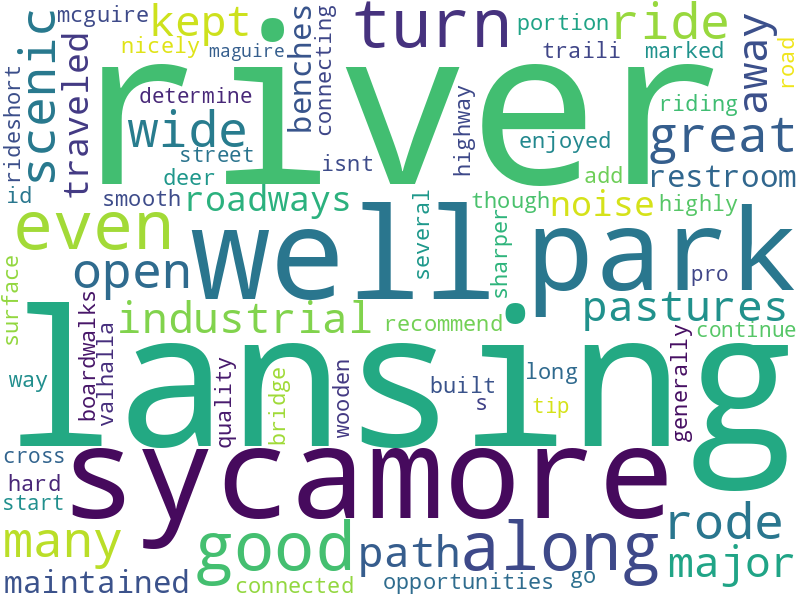 mcguire
kept
turn
portion
ride
scenic
nicely
maguire
benches
connecting
traili
marked
away
road
rideshort
traveled
determine
river
highway
riding
wide
great
street
enjoyed
isnt
deer
add
restroom
id
smooth
roadways
though
noise
highly
even
well
several
sharper
park
open
pro
surface
pastures
boardwalks
valhalla
industrial
recommend
continue
lansing
way
quality
bridge
wooden
built
long
s
tip
generally
cross
sycamore
hard
start
many
good
path
along
rode
major
maintained
connected
opportunities
go